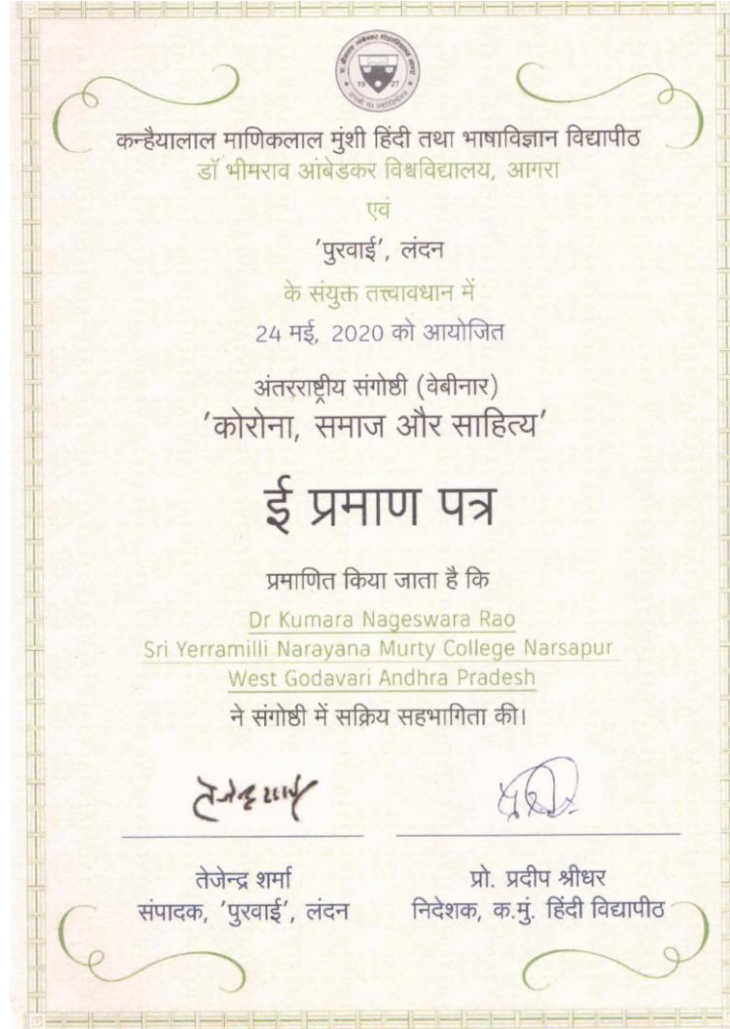 कन्हैयालाल माणिकलाल मुंशी हिंदी तथा भाषाविज्ञान विद्यापीठ
डॉ भीमराव आंबेडकर विश्वविद्यालय, आगरा
एवं
'पुरवाई', लंदन
के संयुक्त तत्त्वावधान में
24 मई, 2020 को आयोजित
अंतरराष्ट्रीय संगोष्ठी (वेबीनार)
'कोरोना, समाज और साहित्य'
ई प्रमाण पत्र
प्रमाणित किया जाता है कि
Dr Kumara Nageswara Rao
Sri Yerramilli Narayana Murty College Narsapur
West Godavari Andhra Pradesh
ने संगोष्ठी में सक्रिय सहभागिता की।
तेजेन्द्र शर्मा
संपादक, 'पुरवाई', लंदन
प्रो. प्रदीप श्रीधर
निदेशक, क.मुं. हिंदी विद्यापीठ